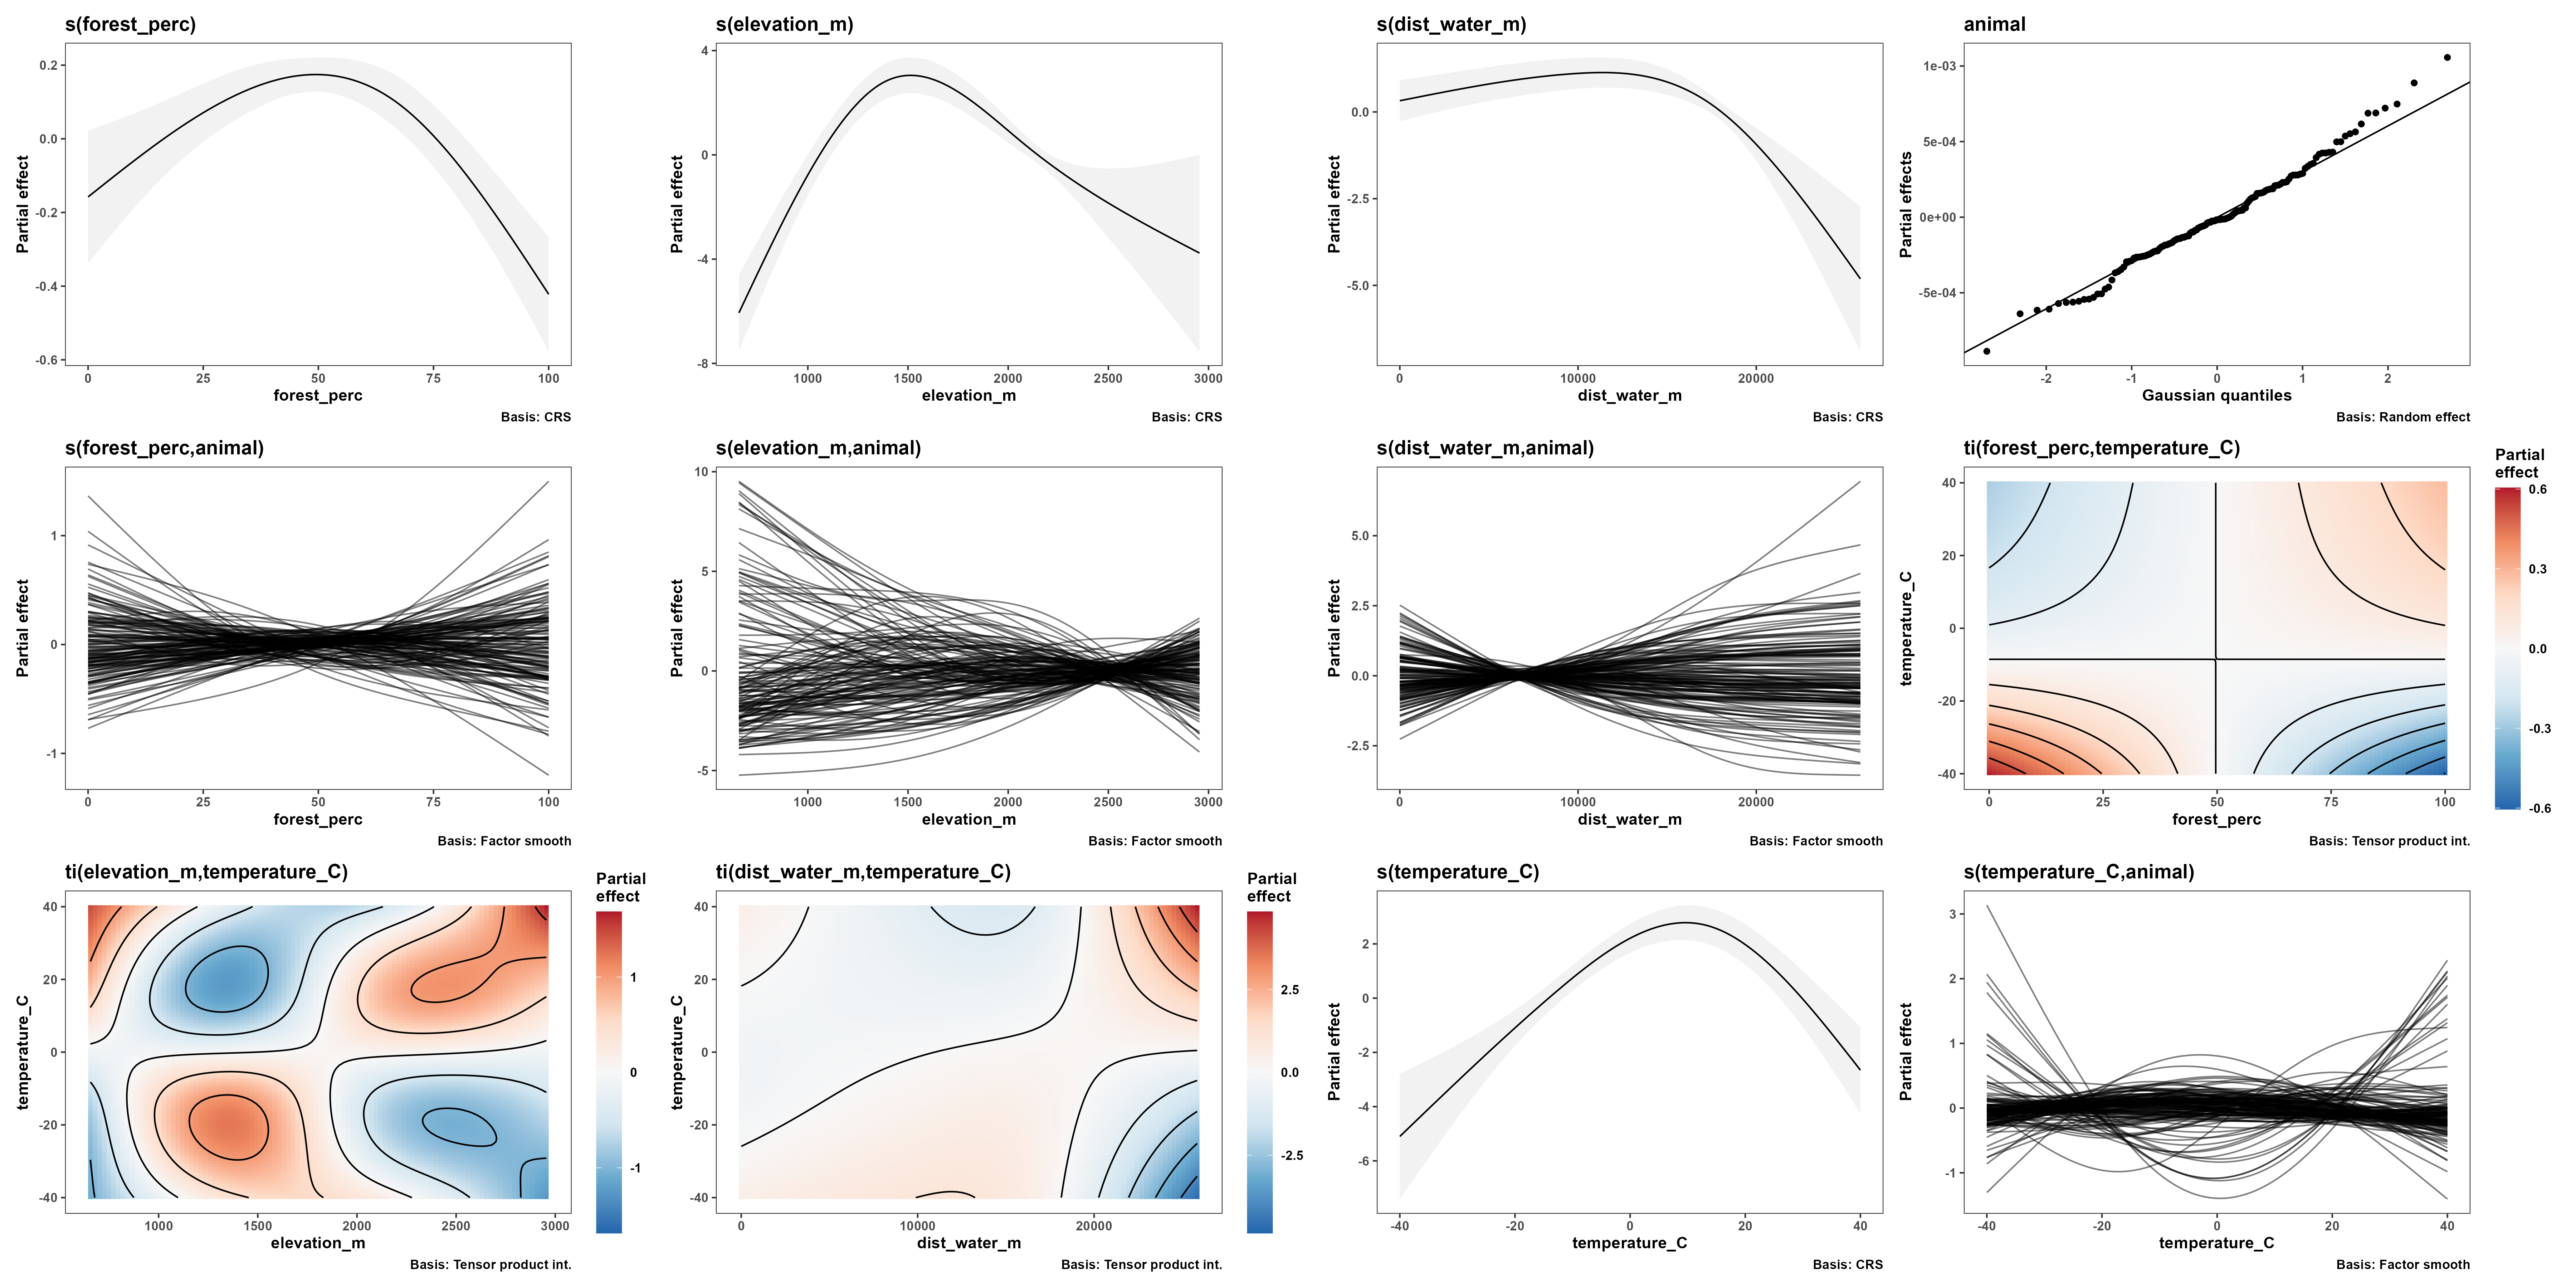 s(forest_perc)
Partial effect
0.2
0.0
-0.2
-0.4
-0.6
0 25 50 75 100
forest_perc
Basis: CRS
s(elevation_m)
Partial effect
4
0
-4
-8
1000 1500 2000 2500 3000
elevation_m
Basis: CRS
s(dist_water_m)
Partial effect
0.0
-2.5
-5.0
0 10000 20000
dist_water_m
Basis: CRS
animal
Partial effects
1e-03
5e-04
0e+00
-5e-04
-2 -1 0 1 2
Gaussian quantiles
Basis: Random effect
s(forest_perc,animal)
Partial effect
1
0
-1
0 25 50 75 100
forest_perc
Basis: Factor smooth
s(elevation_m,animal)
Partial effect
10
5
0
-5
1000 1500 2000 2500 3000
elevation_m
Basis: Factor smooth
s(dist_water_m,animal)
Partial effect
5.0
2.5
0.0
-2.5
0 10000 20000
dist_water_m
Basis: Factor smooth
ti(forest_perc,temperature_C)
temperature_C
40
20
0
-20
-40
0 25 50 75 100
forest_perc
Basis: Tensor product int.
Partial
effect
0.6
0.3
0.0
-0.3
-0.6
ti(elevation_m,temperature_C)
temperature_C
40
20
0
-20
-40
1000 1500 2000 2500 3000
elevation_m
Basis: Tensor product int.
Partial
effect
1
0
-1
ti(dist_water_m,temperature_C)
temperature_C
40
20
0
-20
-40
0 10000 20000
dist_water_m
Basis: Tensor product int.
Partial
effect
2.5
0.0
-2.5
s(temperature_C)
Partial effect
2
0
-2
-4
-6
-40 -20 0 20 40
temperature_C
Basis: CRS
s(temperature_C,animal)
Partial effect
3
2
1
0
-1
-40 -20 0 20 40
temperature_C
Basis: Factor smooth